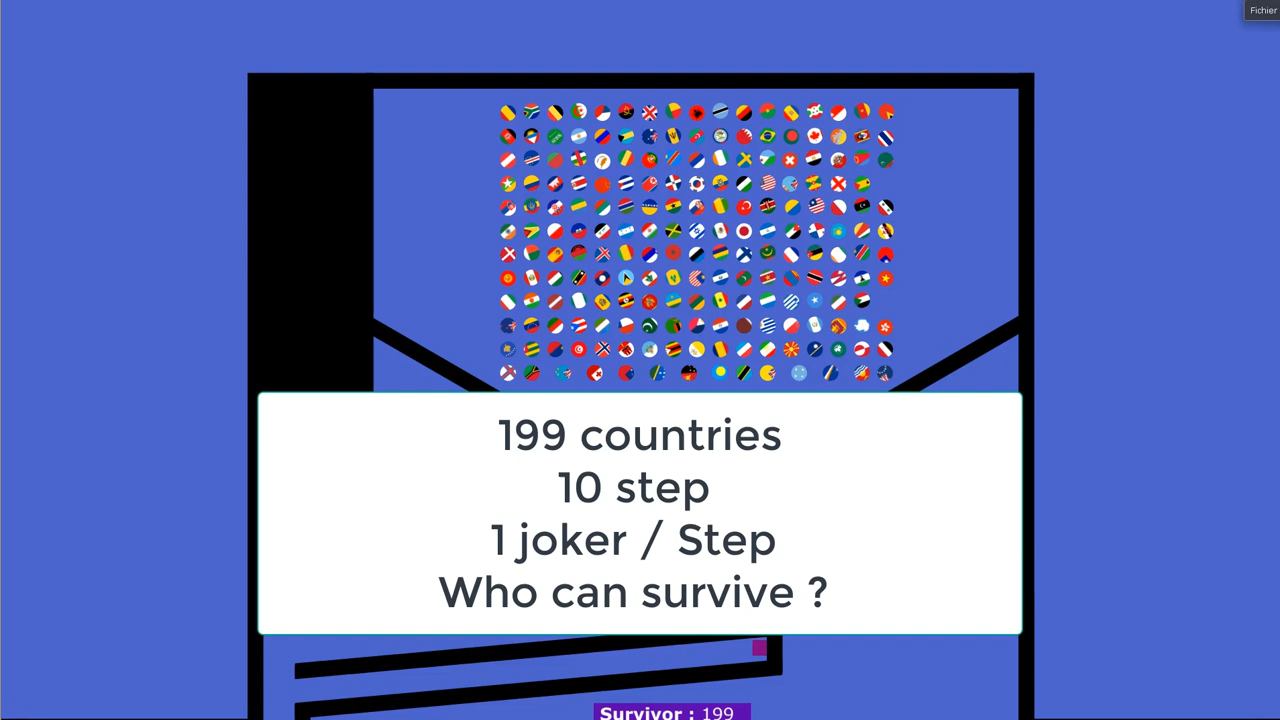 Fichier
199 countries
10 step
1 joker / Step
Who can survive ?
Survivor : 199